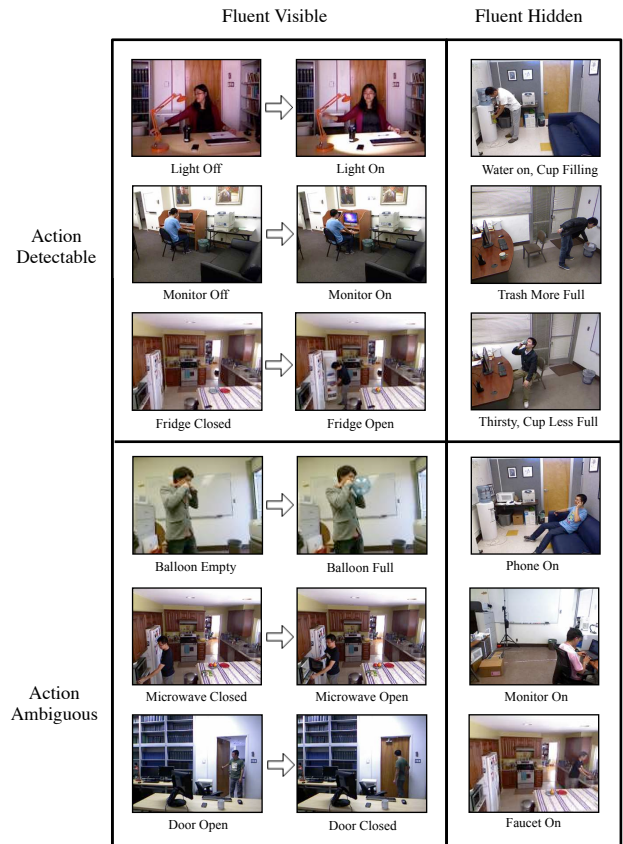 Fluent Visible
Fluent Hidden
Light Off
Light On
Water on, Cup Filling
Action
Detectable
Monitor Off
Monitor On
Trash More Full
Fridge Closed
Fridge Open
Thirsty, Cup Less Full
Balloon Empty
Balloon Full
Phone On
Action
Ambiguous
Microwave Closed
Microwave Open
Monitor On
Door Open
Door Closed
Faucet On